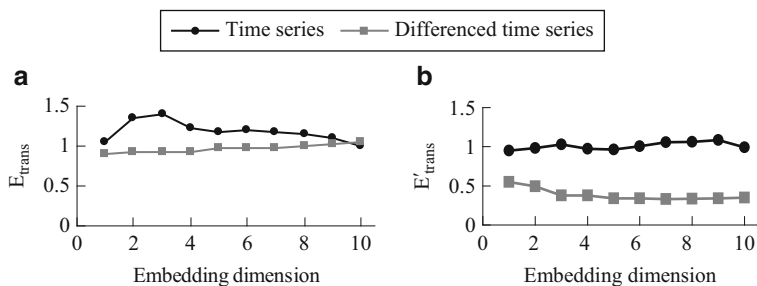 Time series Differenced time series
a
1.5
1
0.5
0
E_trans
0 2 4 6 8 10
Embedding dimension
b
1.5
1
0.5
0
E′_trans
0 2 4 6 8 10
Embedding dimension